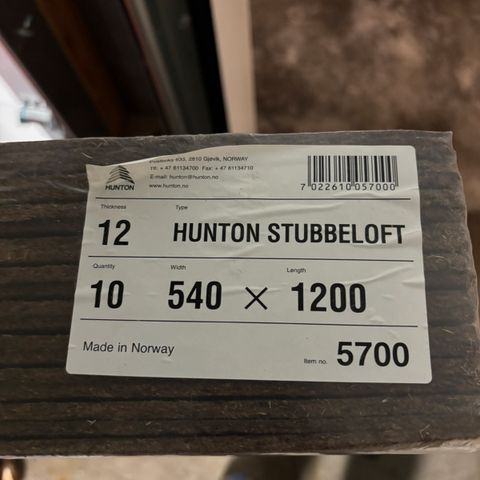 Postboks 633, 2810 Gjøvik, NORWAY
Tlf. + 47 61134700 Fax: + 47 61134710
E-mail: hunton@hunton.no
www.hunton.no
HUNTON
7 022610 057000
Thickness Type
12 HUNTON STUBBELOFT
Quantity Width Length
10 540 × 1200
Made in Norway
Item no. 5700